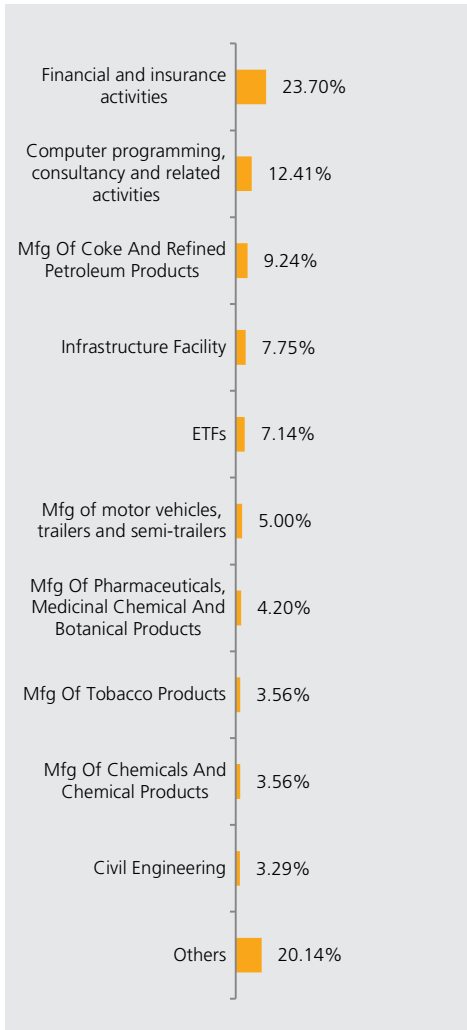 Financial and insurance
activities
23.70%
Computer programming,
consultancy and related
activities
12.41%
Mfg Of Coke And Refined
Petroleum Products
9.24%
Infrastructure Facility
7.75%
ETFs
7.14%
Mfg of motor vehicles,
trailers and semi-trailers
5.00%
Mfg Of Pharmaceuticals,
Medicinal Chemical And
Botanical Products
4.20%
Mfg Of Tobacco Products
3.56%
Mfg Of Chemicals And
Chemical Products
3.56%
Civil Engineering
3.29%
Others
20.14%